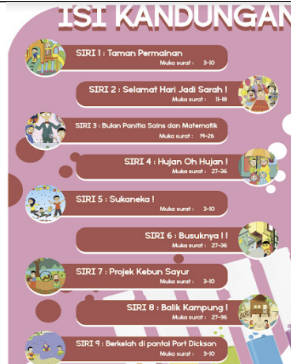 ISI KANDUNGAN
SIRI 1 : Taman Permainan
Muka surat : 3-10
SIRI 2 : Selamat Hari Jadi Sarah !
Muka surat : 11-18
SIRI 3 : Bulan Panitia Sains dan Matematik
Muka surat : 19-26
SIRI 4 : Hujan Oh Hujan !
Muka surat : 27-36
SIRI 5 : Sukaneka !
Muka surat : 3-10
SIRI 6 : Busuknya ! !
Muka surat : 27-36
SIRI 7 : Projek Kebun Sayur
Muka surat : 3-10
SIRI 8 : Balik Kampung !
Muka surat : 27-36
SIRI 9 : Berkelah di pantai Port Dickson
Muka surat : 3-10